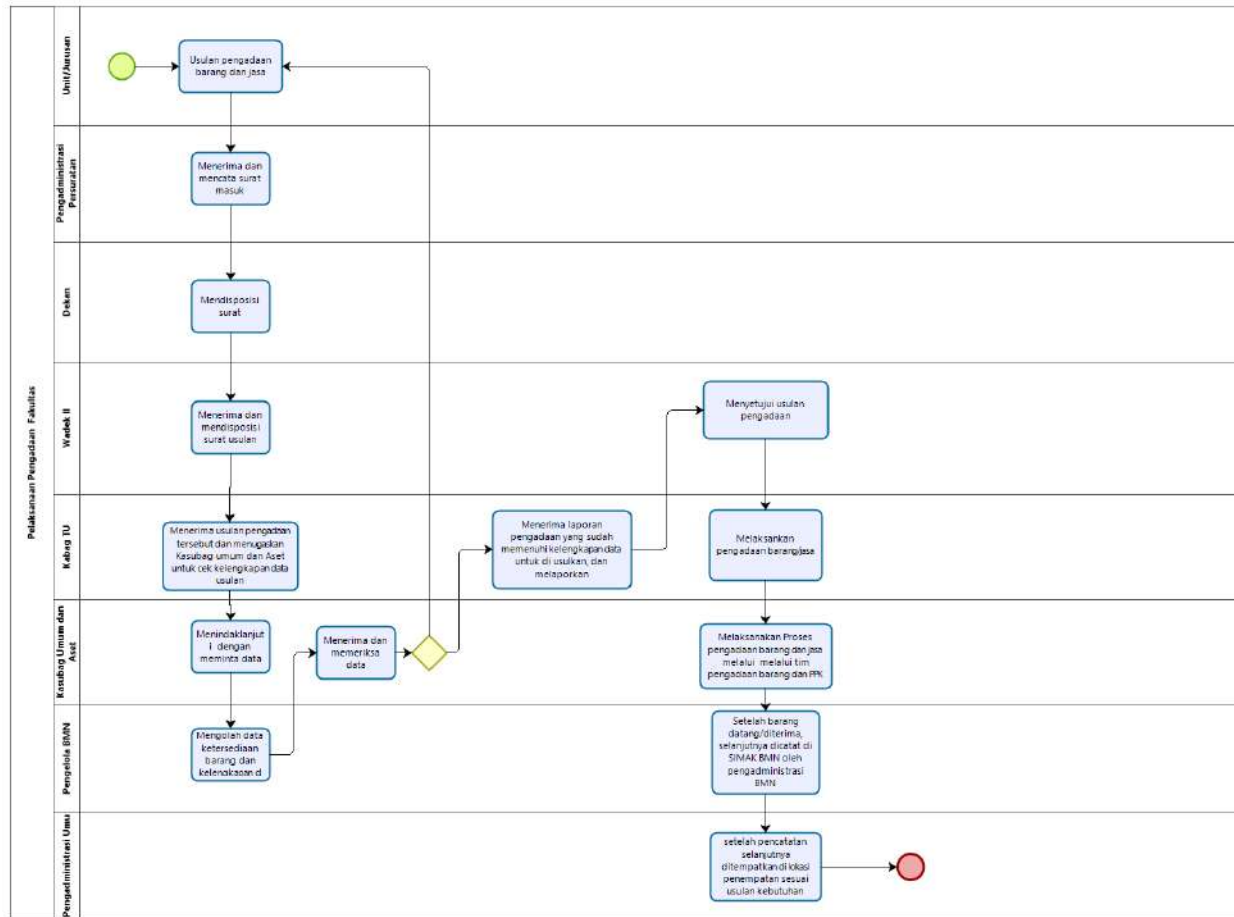 Pelaksanaan Pengadaan Fakultas
Unit/Jurusan
Usulan pengadaan
barang dan jasa
Pengadministrasi
Persuratan
Menerima dan
mencata surat
masuk
Dekan
Mendisposisi
surat
Wadek II
Menerima dan
mendisposisi
surat usulan
Menyetujui usulan
pengadaan
Kabag TU
Menerima usulan pengadaan
tersebut dan menugaskan
Kasubag umum dan Aset
untuk cek kelengkapan data
usulan
Menerima laporan
pengadaan yang sudah
memenuhi kelengkapan data
untuk di usulkan, dan
melaporkan
Melaksankan
pengadaan barang/jasa
Kasubag Umum dan
Aset
Menindaklanjut
i dengan
meminta data
Menerima dan
memeriksa
data
Melaksanakan Proses
pengadaan barang dan jasa
melalui melalui tim
pengadaan barang dan PPK
Pengelola BMN
Mengolah data
ketersediaan
barang dan
kelengkapan d
Setelah barang
datang/diterima,
selanjutnya dicatat di
SIMAK BMN oleh
pengadministrasi
BMN
Pengadministrasi Umu
setelah pencatatan
selanjutnya
ditempatkan di lokasi
penempatan sesuai
usulan kebutuhan